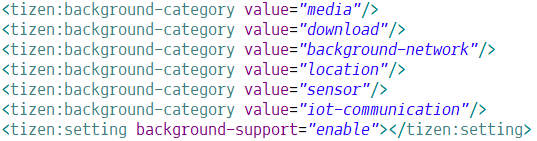 <tizen:background-category value="media"/>
<tizen:background-category value="download"/>
<tizen:background-category value="background-network"/>
<tizen:background-category value="location"/>
<tizen:background-category value="sensor"/>
<tizen:background-category value="iot-communication"/>
<tizen:setting background-support="enable"></tizen:setting>